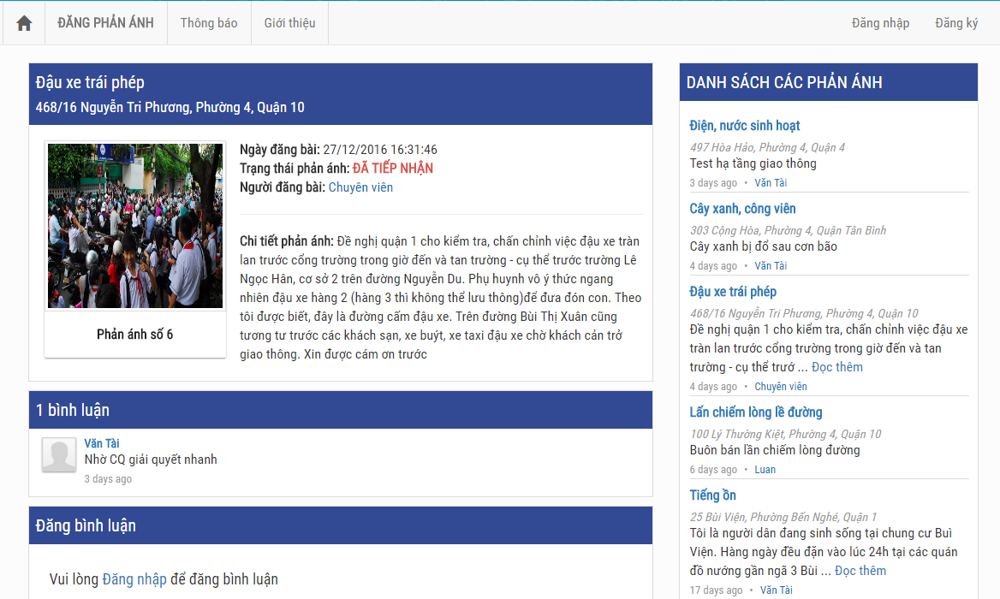 ĐĂNG PHẢN ÁNH
Thông báo
Giới thiệu
Đăng nhập
Đăng ký
Đậu xe trái phép
468/16 Nguyễn Tri Phương, Phường 4, Quận 10
Phản ánh số 6
Ngày đăng bài: 27/12/2016 16:31:46
Trạng thái phản ánh: ĐÃ TIẾP NHẬN
Người đăng bài: Chuyên viên
Chi tiết phản ánh: Đề nghị quận 1 cho kiểm tra, chấn chỉnh việc đậu xe tràn
lan trước cổng trường trong giờ đến và tan trường - cụ thể trước trường Lê
Ngọc Hân, cơ sở 2 trên đường Nguyễn Du. Phụ huynh vô ý thức ngang
nhiên đậu xe hàng 2 (hàng 3 thì không thể lưu thông)để đưa đón con. Theo
tôi được biết, đây là đường cấm đậu xe. Trên đường Bùi Thị Xuân cũng
tương tư trước các khách sạn, xe buýt, xe taxi đậu xe chờ khách cản trở
giao thông. Xin được cám ơn trước
1 bình luận
Văn Tài
Nhờ CQ giải quyết nhanh
3 days ago
Đăng bình luận
Vui lòng Đăng nhập để đăng bình luận
DANH SÁCH CÁC PHẢN ÁNH
Điện, nước sinh hoạt
497 Hòa Hảo, Phường 4, Quận 4
Test hạ tầng giao thông
3 days ago • Văn Tài
Cây xanh, công viên
303 Cộng Hòa, Phường 4, Quận Tân Bình
Cây xanh bị đổ sau cơn bão
4 days ago • Văn Tài
Đậu xe trái phép
468/16 Nguyễn Tri Phương, Phường 4, Quận 10
Đề nghị quận 1 cho kiểm tra, chấn chỉnh việc đậu xe
tràn lan trước cổng trường trong giờ đến và tan
trường - cụ thể trướ ... Đọc thêm
4 days ago • Chuyên viên
Lấn chiếm lòng lề đường
100 Lý Thường Kiệt, Phường 4, Quận 10
Buôn bán lần chiếm lòng đường
6 days ago • Luan
Tiếng ồn
25 Bùi Viện, Phường Bến Nghé, Quận 1
Tôi là người dân đang sinh sống tại chung cư Buì
Viện. Hàng ngày đều đặn vào lúc 24h tại các quán
đồ nướng gần ngã 3 Bùi ... Đọc thêm
17 days ago • Văn Tài